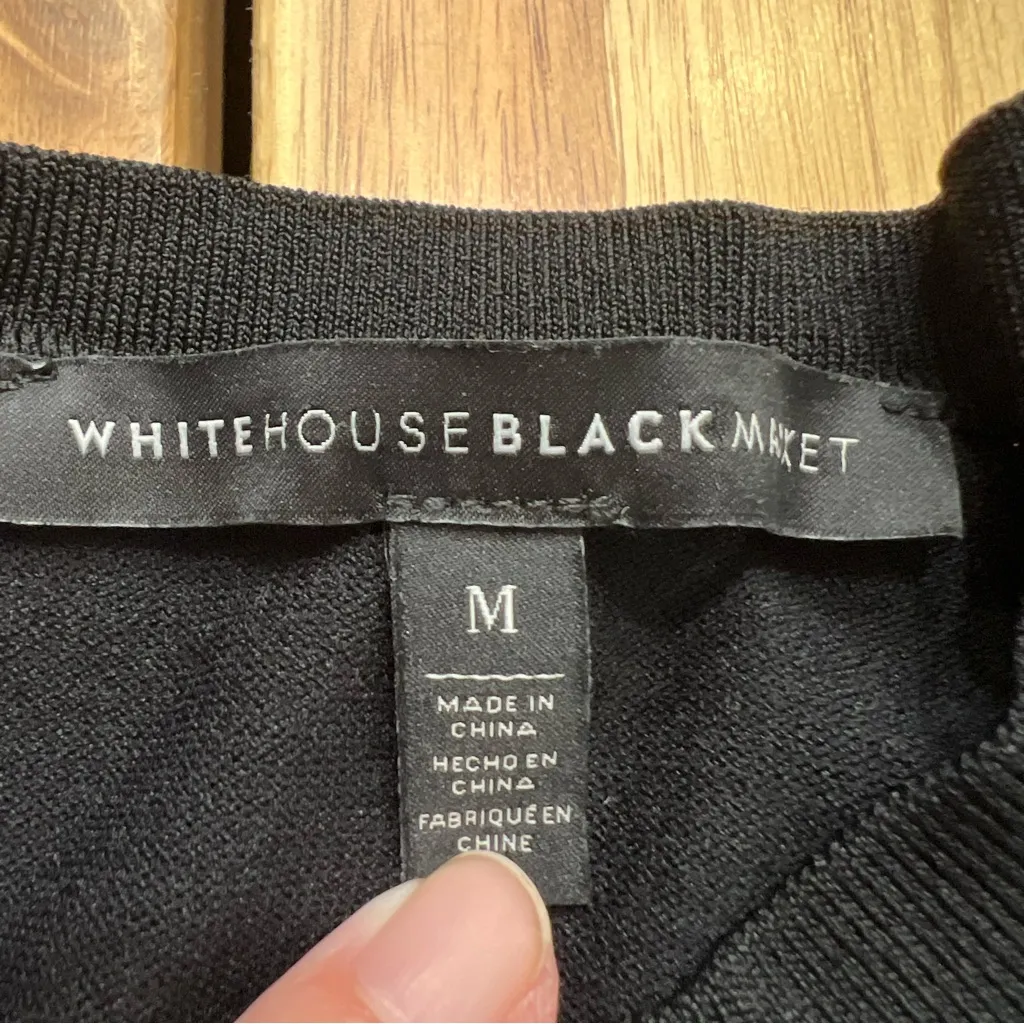 WHITEHOUSEBLACKMARKET
M
MADE IN
CHINA
HECHO EN
CHINA
FABRIQUÉ EN
CHINE